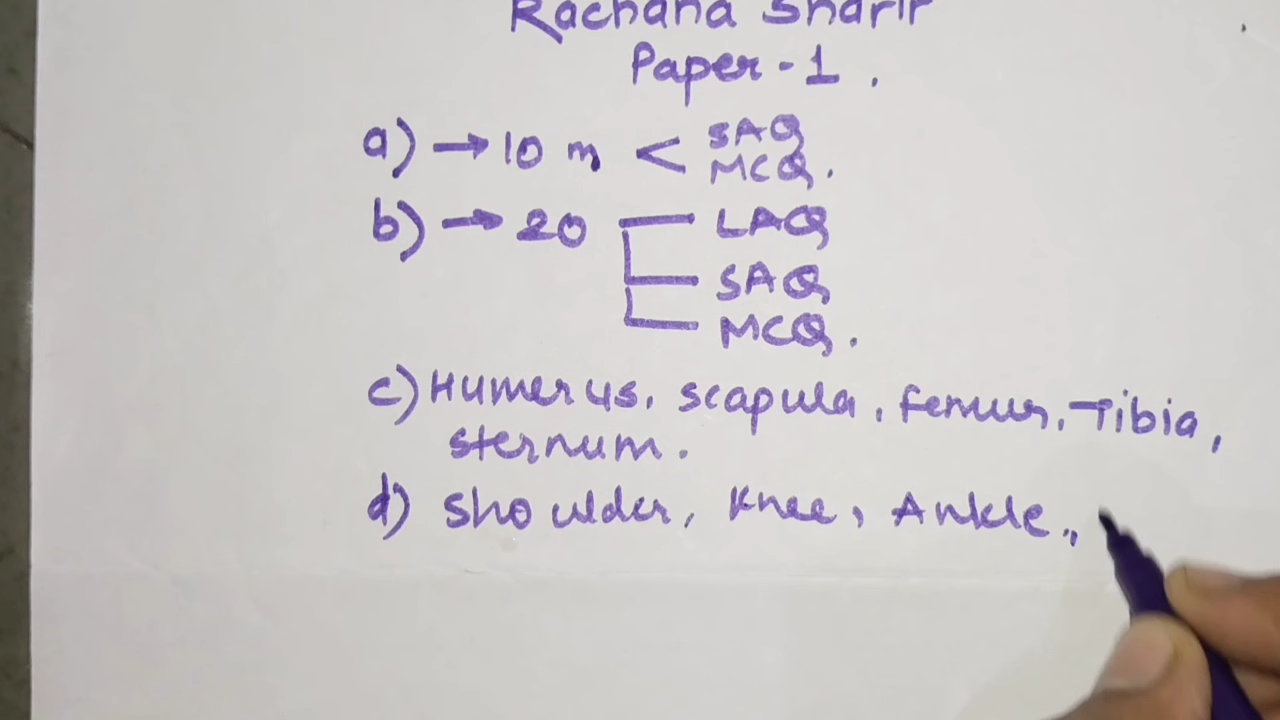 Rachana Sharir
Paper - 1 .
a) → 10 m < SAQ
MCQ.
b) → 20 LAQ
SAQ
MCQ.
c) Humerus, scapula, femur, Tibia,
sternum.
d) shoulder, Knee, Ankle,